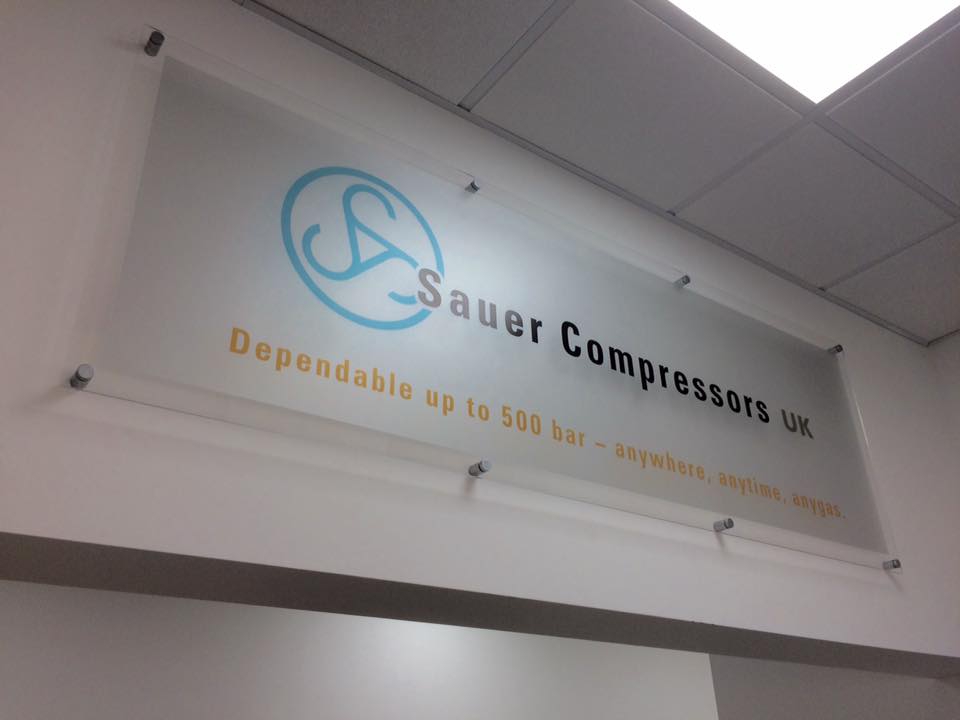 Sauer Compressors UK
Dependable up to 500 bar – anywhere, anytime, anygas.